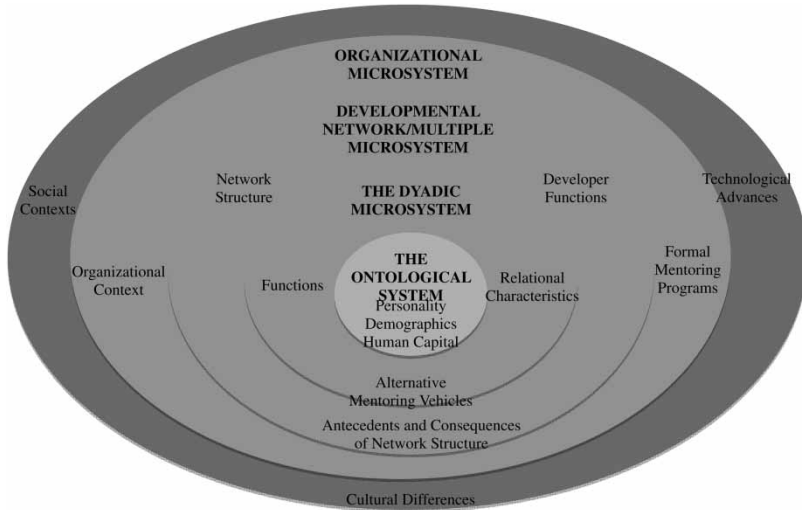 ORGANIZATIONAL
MICROSYSTEM
DEVELOPMENTAL
NETWORK/MULTIPLE
MICROSYSTEM
Social
Contexts
Network
Structure
THE DYADIC
MICROSYSTEM
Developer
Functions
Technological
Advances
Organizational
Context
Functions
THE
ONTOLOGICAL
SYSTEM
Personality
Demographics
Human Capital
Relational
Characteristics
Formal
Mentoring
Programs
Alternative
Mentoring Vehicles
Antecedents and Consequences
of Network Structure
Cultural Differences